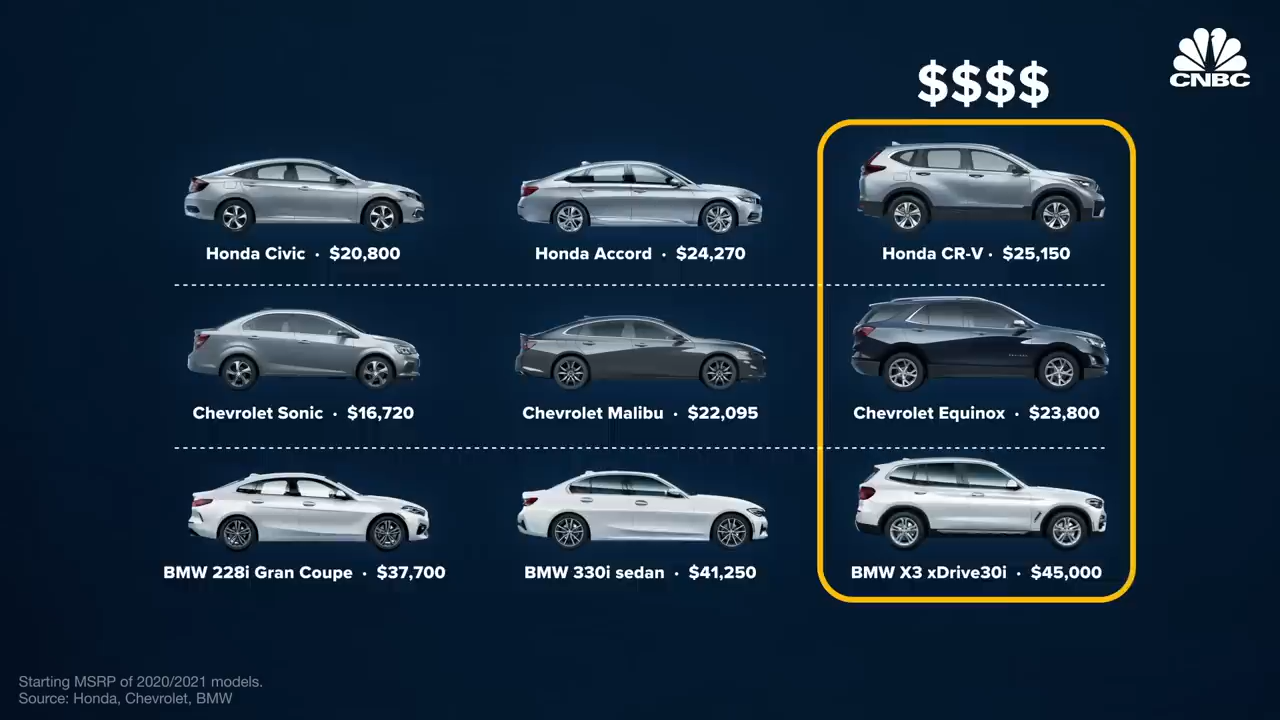 CNBC
$$$$
Honda Civic · $20,800
Honda Accord · $24,270
Honda CR-V · $25,150
Chevrolet Sonic · $16,720
Chevrolet Malibu · $22,095
Chevrolet Equinox · $23,800
BMW 228i Gran Coupe · $37,700
BMW 330i sedan · $41,250
BMW X3 xDrive30i · $45,000
Starting MSRP of 2020/2021 models.
Source: Honda, Chevrolet, BMW